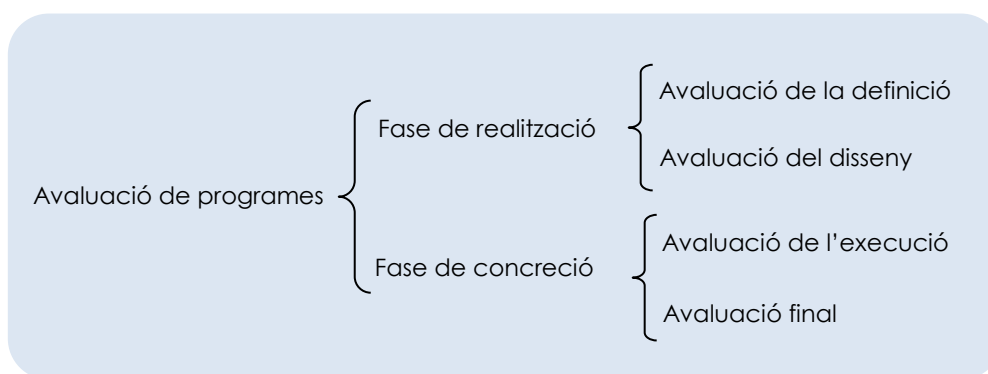 Avaluació de programes
Fase de realització
Avaluació de la definició
Avaluació del disseny
Fase de concreció
Avaluació de l’execució
Avaluació final